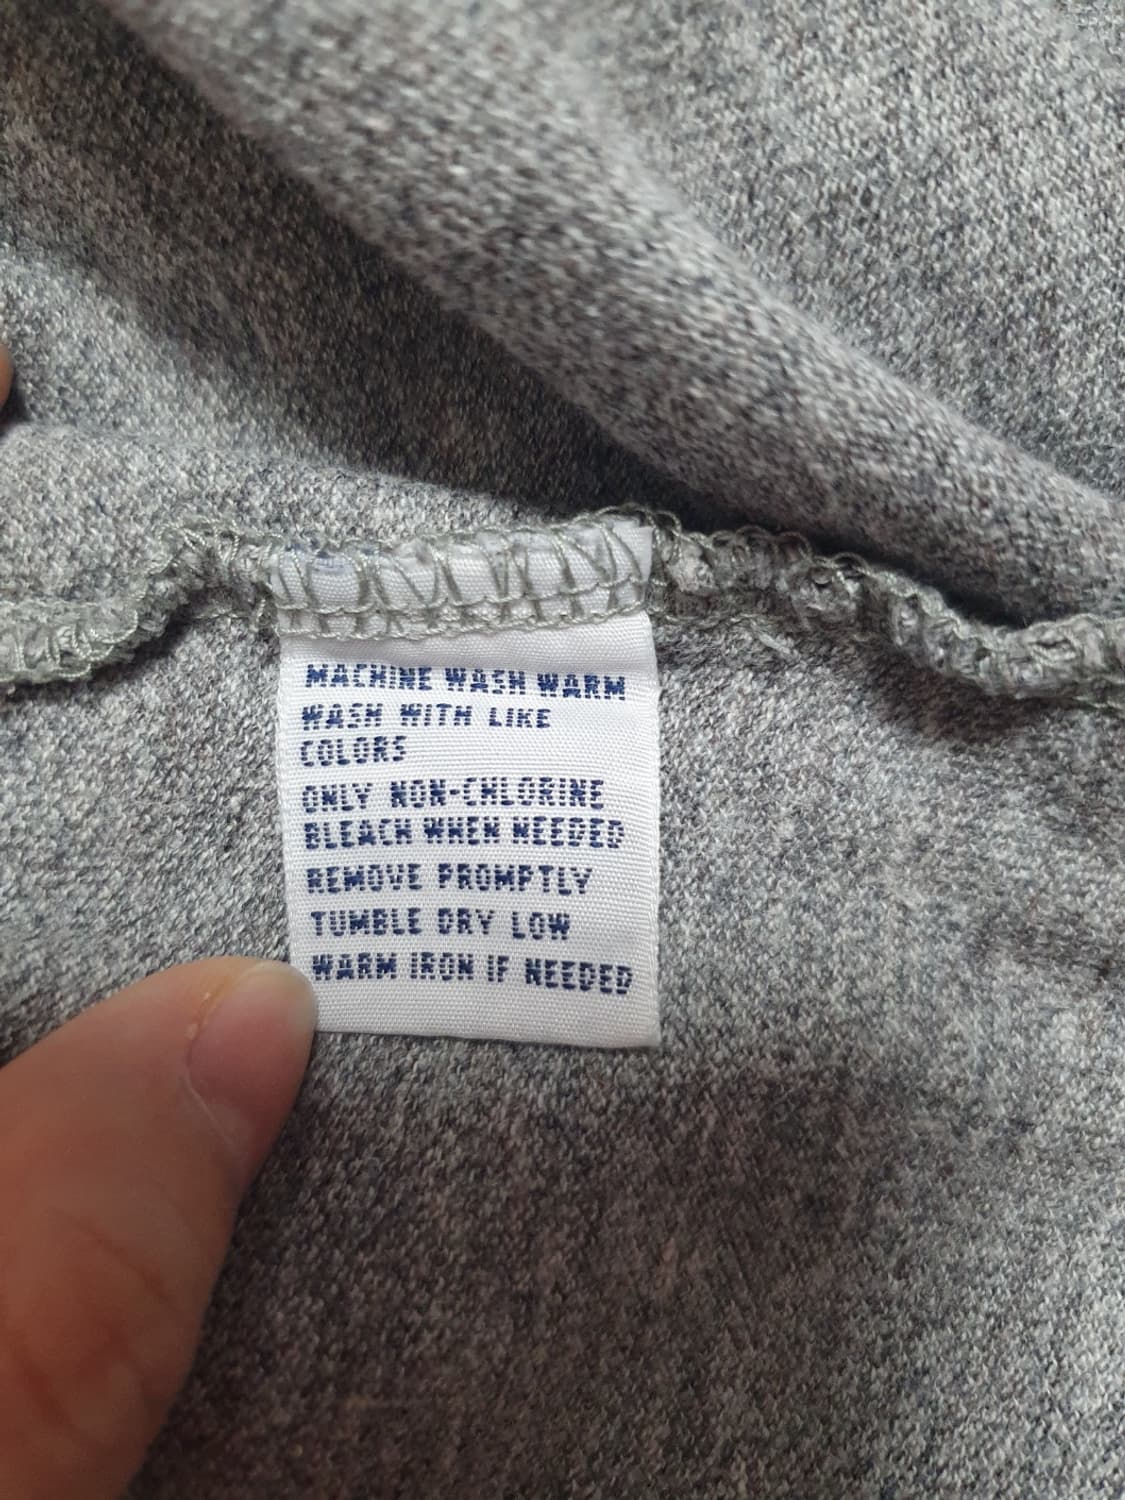 MACHINE WASH WARM
WASH WITH LIKE
COLORS
ONLY NON-CHLORINE
BLEACH WHEN NEEDED
REMOVE PROMPTLY
TUMBLE DRY LOW
WARM IRON IF NEEDED